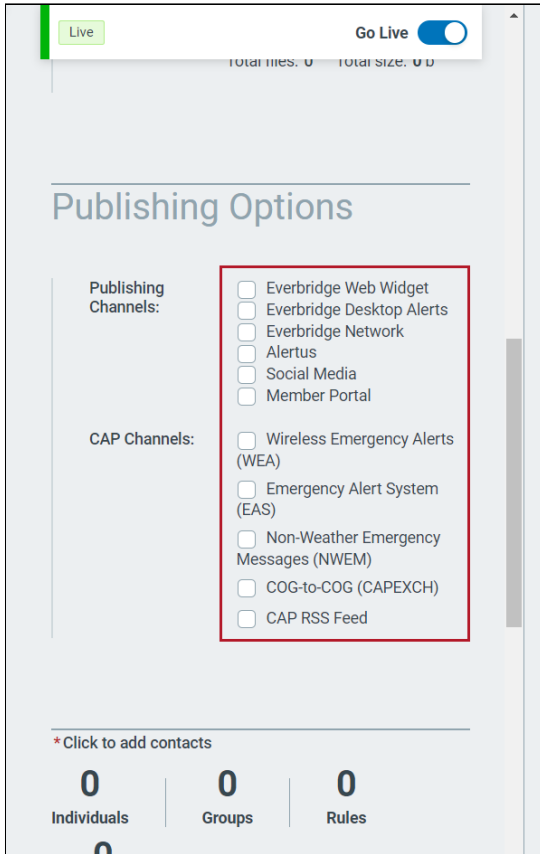 Live
Go Live
Total files: 0 Total size: 0 b
Publishing Options
Publishing
Channels:
Everbridge Web Widget
Everbridge Desktop Alerts
Everbridge Network
Alertus
Social Media
Member Portal
CAP Channels:
Wireless Emergency Alerts
(WEA)
Emergency Alert System
(EAS)
Non-Weather Emergency
Messages (NWEM)
COG-to-COG (CAPEXCH)
CAP RSS Feed
*Click to add contacts
0 0 0
Individuals Groups Rules
0